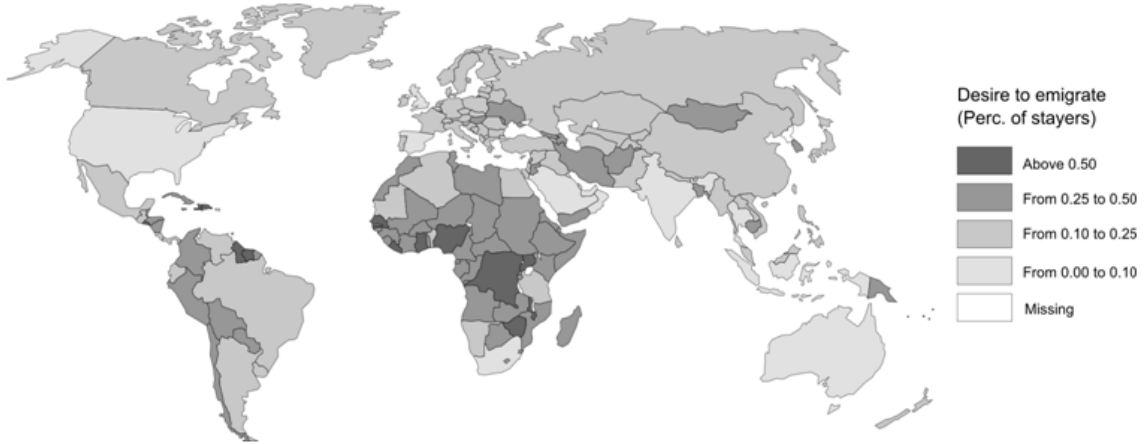 Desire to emigrate
(Perc. of stayers)
Above 0.50
From 0.25 to 0.50
From 0.10 to 0.25
From 0.00 to 0.10
Missing